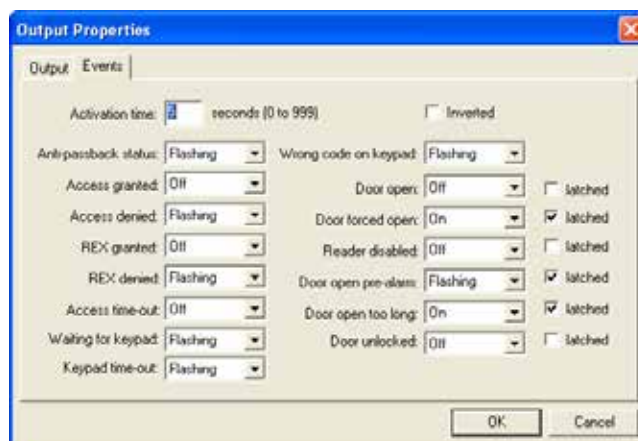 Output Properties
Output Events
Activation time: seconds (0 to 999) Inverted
Anti-passback status: Flashing Wrong code on keypad: Flashing
Access granted: Off Door open: Off latched
Access denied: Flashing Door forced open: On latched
REX granted: Off Reader disabled: Off latched
REX denied: Flashing Door open pre-alarm: Flashing latched
Access time-out: Off Door open too long: On latched
Waiting for keypad: Flashing Door unlocked: Off latched
Keypad time-out: Flashing
OK Cancel